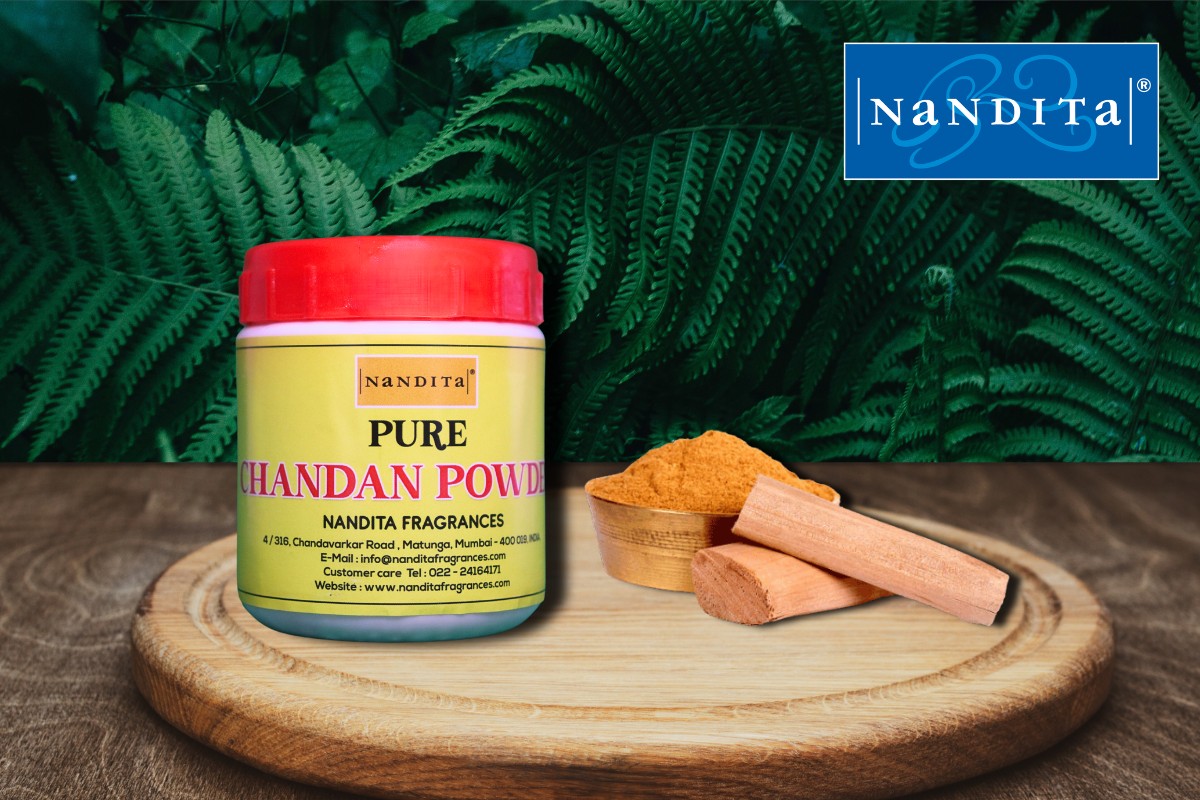 |NANDITa|®
|NANDITa|®
PURE
CHANDAN POWDE
NANDITA FRAGRANCES
4 / 316, Chandavarkar Road , Matunga, Mumbai - 400 019, INDIA.
E-Mail : info@nanditafragrances.com
Customer care Tel : 022 - 24164171
Website : www.nanditafragrances.com